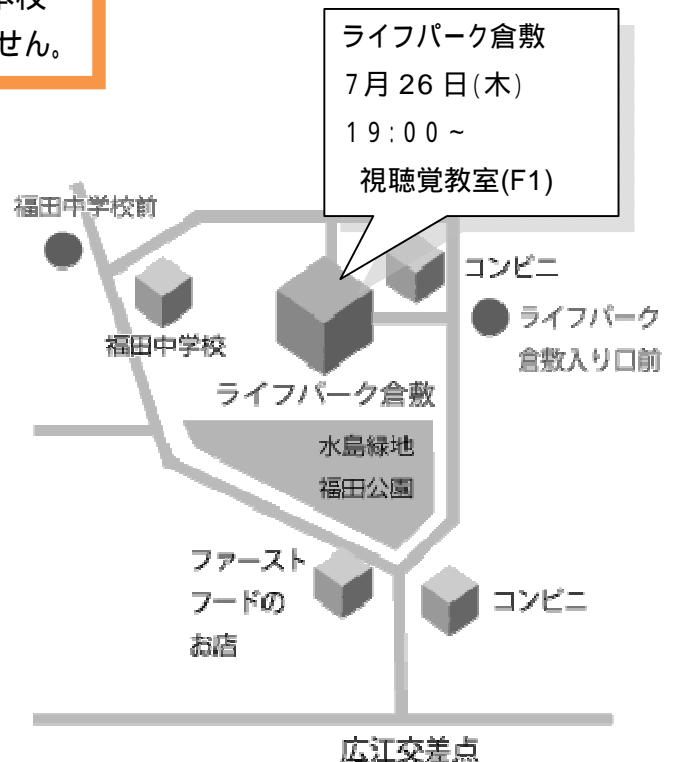 本校
せん。
ライフパーク倉敷
7月26日(木)
19:00~
視聴覚教室(F1)
福田中学校前
コンビニ
ライフパーク
倉敷入り口前
福田中学校
ライフパーク倉敷
水島緑地
福田公園
ファースト
フードの
お店
コンビニ
広江交差点